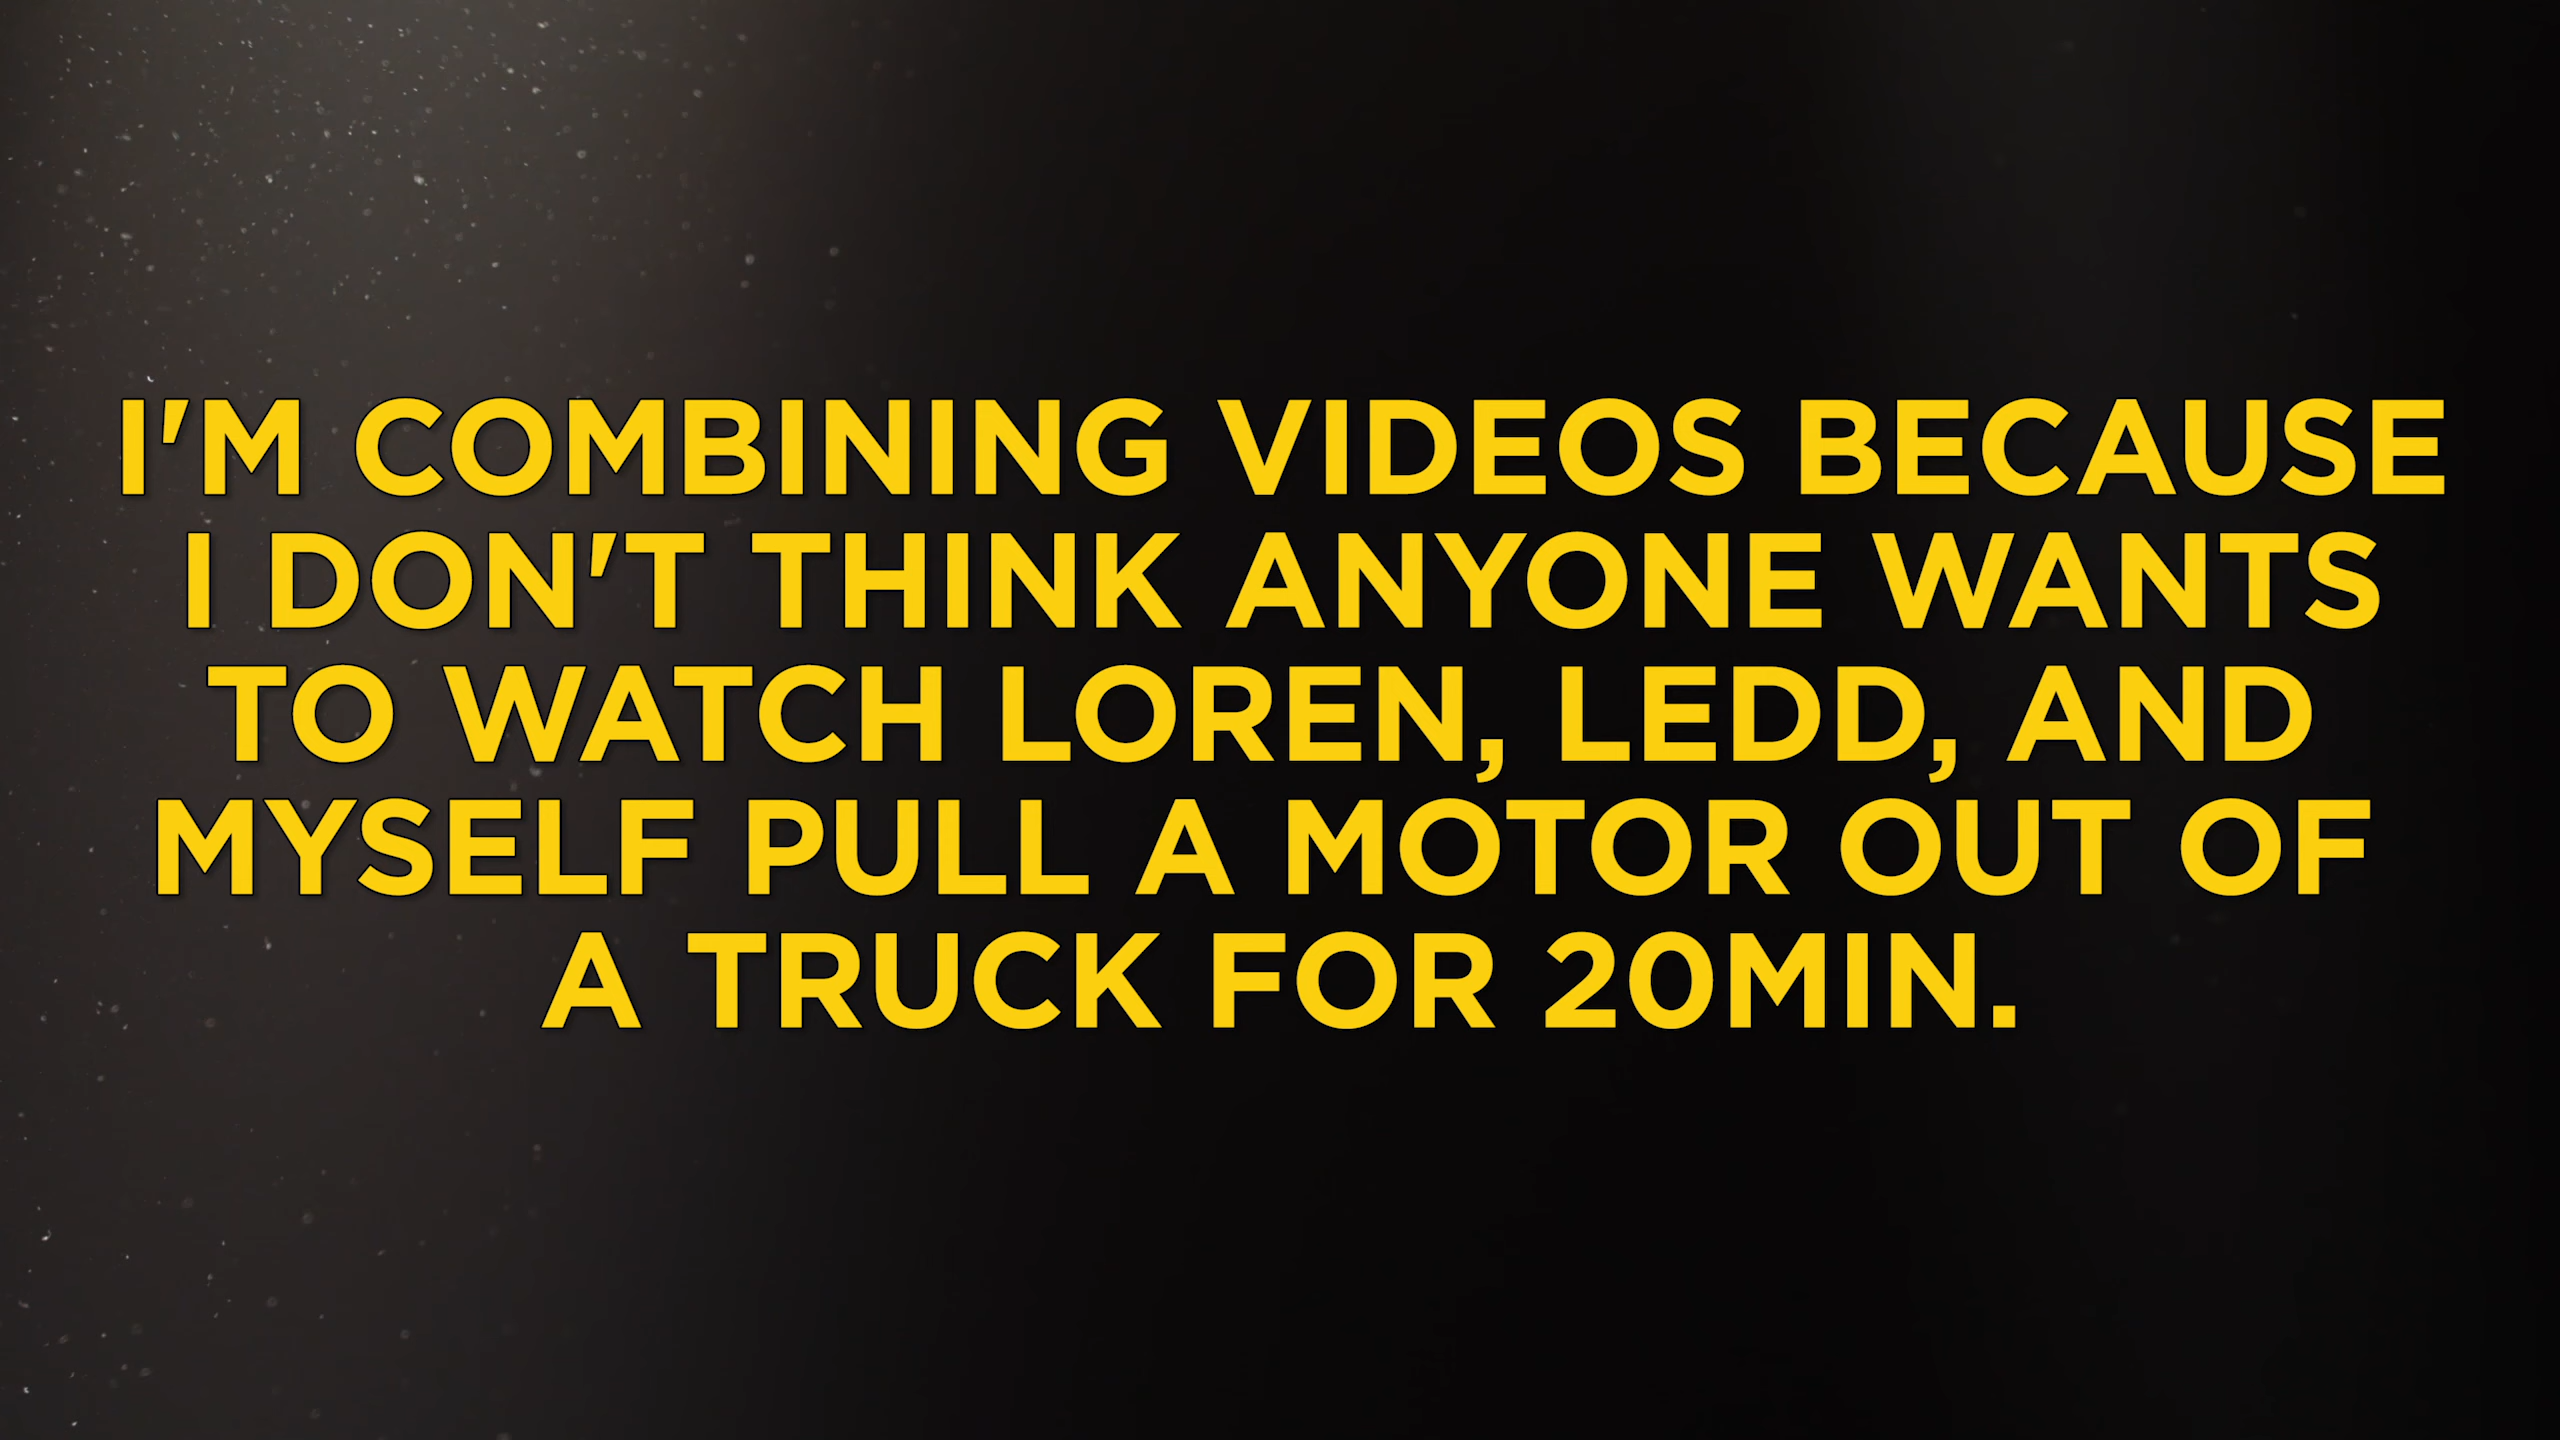 I'M COMBINING VIDEOS BECAUSE
I DON'T THINK ANYONE WANTS
TO WATCH LOREN, LEDD, AND
MYSELF PULL A MOTOR OUT OF
A TRUCK FOR 20MIN.